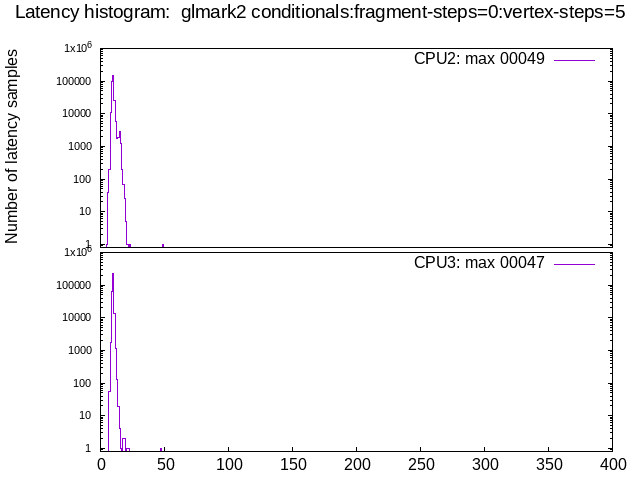 Latency histogram:  glmark2 conditionals:fragment-steps=0:vertex-steps=5
Number of latency samples
CPU2: max 00049
1x10^6
100000
10000
1000
100
10
1
CPU3: max 00047
1x10^6
100000
10000
1000
100
10
1
0 50 100 150 200 250 300 350 400